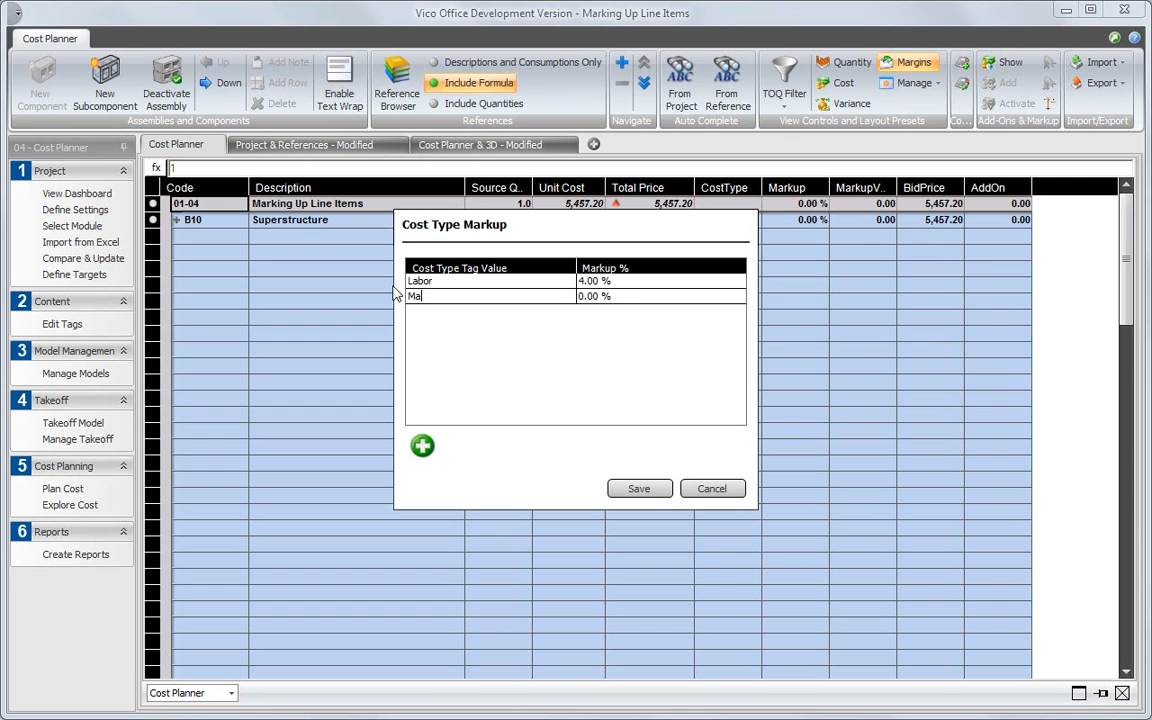 Vico Office Development Version - Marking Up Line Items
Cost Planner
New Component
New Subcomponent
Deactivate Assembly
Up
Down
Add Note
Add Row
Delete
Enable Text Wrap
Assemblies and Components
Reference Browser
Descriptions and Consumptions Only
Include Formula
Include Quantities
References
Navigate
From Project
From Reference
Auto Complete
TOQ Filter
Quantity
Cost
Variance
Margins
Manage
View Controls and Layout Presets
Co...
Show
Add
Activate
Add-Ons & Markup
Import
Export
Import/Export
04 - Cost Planner
Cost Planner
Project & References - Modified
Cost Planner & 3D - Modified
fx 1
1 Project
View Dashboard
Define Settings
Select Module
Import from Excel
Compare & Update
Define Targets
2 Content
Edit Tags
3 Model Managemen
Manage Models
4 Takeoff
Takeoff Model
Manage Takeoff
5 Cost Planning
Plan Cost
Explore Cost
6 Reports
Create Reports
Code Description Source Q.. Unit Cost Total Price CostType Markup MarkupV.. BidPrice AddOn
01-04 Marking Up Line Items 1.0 5,457.20 5,457.20 0.00 % 0.00 5,457.20 0.00
B10 Superstructure 0.00 % 0.00 5,457.20 0.00
Cost Type Markup
Cost Type Tag Value Markup %
Labor 4.00 %
Ma 0.00 %
Save Cancel
Cost Planner